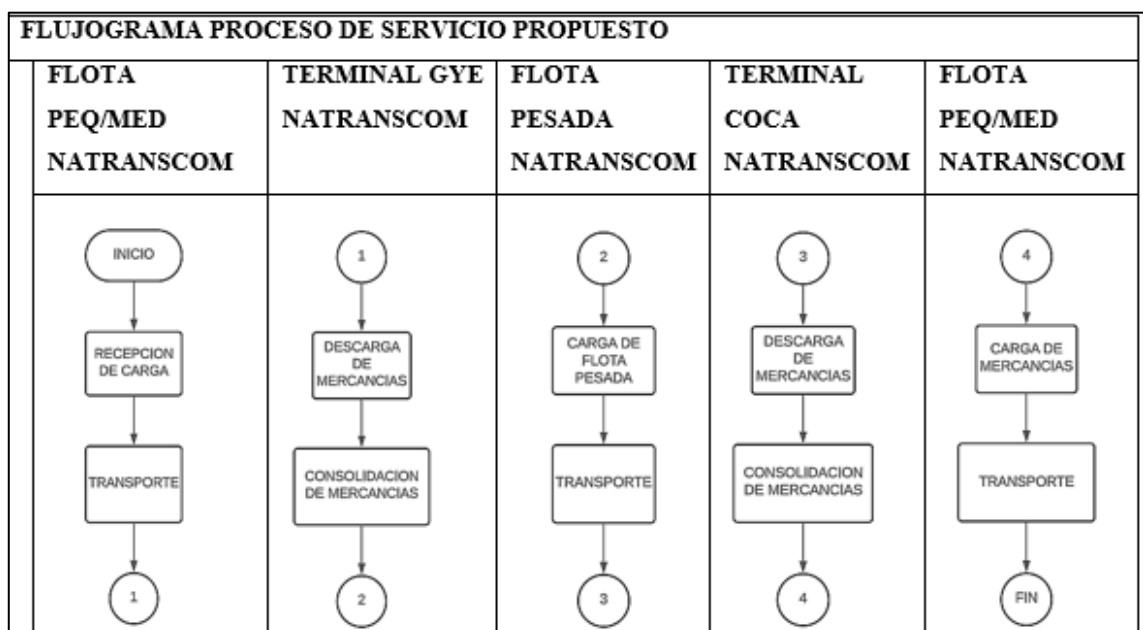 FLUJOGRAMA PROCESO DE SERVICIO PROPUESTO
FLOTA
PEQ/MED
NATRANSCOM
TERMINAL GYE
NATRANSCOM
FLOTA
PESADA
NATRANSCOM
TERMINAL
COCA
NATRANSCOM
FLOTA
PEQ/MED
NATRANSCOM
INICIO
RECEPCION
DE CARGA
TRANSPORTE
1
1
DESCARGA
DE
MERCANCIAS
CONSOLIDACION
DE MERCANCIAS
2
2
CARGA DE
FLOTA
PESADA
TRANSPORTE
3
3
DESCARGA
DE
MERCANCIAS
CONSOLIDACION
DE MERCANCIAS
4
4
CARGA DE
MERCANCIAS
TRANSPORTE
FIN